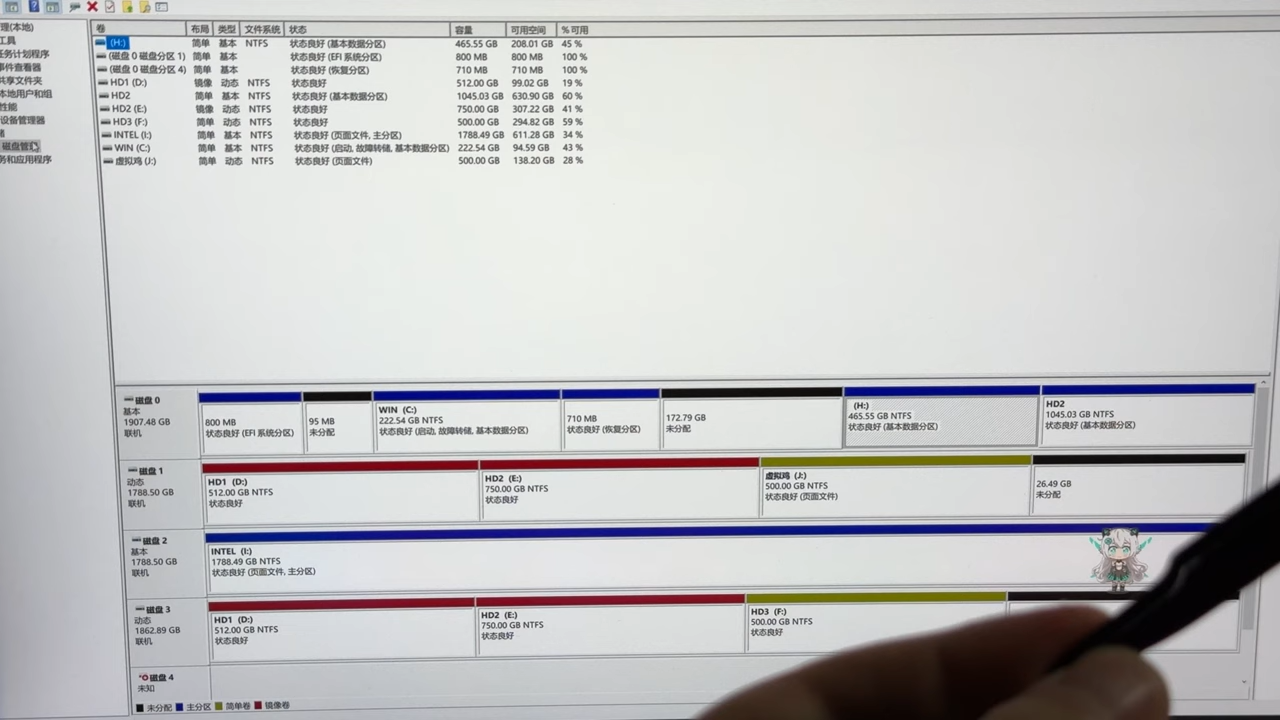 理(本地)
工具
任务计划程序
事件查看器
共享文件夹
本地用户和组
性能
设备管理器
储
磁盘管理
务和应用程序
卷 布局 类型 文件系统 状态 容量 可用空间 % 可用
(H:) 简单 基本 NTFS 状态良好 (基本数据分区) 465.55 GB 208.01 GB 45 %
(磁盘 0 磁盘分区 1) 简单 基本 状态良好 (EFI 系统分区) 800 MB 800 MB 100 %
(磁盘 0 磁盘分区 4) 简单 基本 状态良好 (恢复分区) 710 MB 710 MB 100 %
HD1 (D:) 镜像 动态 NTFS 状态良好 512.00 GB 99.02 GB 19 %
HD2 简单 基本 NTFS 状态良好 (基本数据分区) 1045.03 GB 630.90 GB 60 %
HD2 (E:) 镜像 动态 NTFS 状态良好 750.00 GB 307.22 GB 41 %
HD3 (F:) 简单 动态 NTFS 状态良好 500.00 GB 294.82 GB 59 %
INTEL (I:) 简单 基本 NTFS 状态良好 (页面文件, 主分区) 1788.49 GB 611.28 GB 34 %
WIN (C:) 简单 基本 NTFS 状态良好 (启动, 故障转储, 基本数据分区) 222.54 GB 94.59 GB 43 %
虚拟鸡 (J:) 简单 动态 NTFS 状态良好 (页面文件) 500.00 GB 138.20 GB 28 %
磁盘 0
基本
1907.48 GB
联机
800 MB
状态良好 (EFI 系统分区)
95 MB
未分配
WIN (C:)
222.54 GB NTFS
状态良好 (启动, 故障转储, 基本数据分区)
710 MB
状态良好 (恢复分区)
172.79 GB
未分配
(H:)
465.55 GB NTFS
状态良好 (基本数据分区)
HD2
1045.03 GB NTFS
状态良好 (基本数据分区)
磁盘 1
动态
1788.50 GB
联机
HD1 (D:)
512.00 GB NTFS
状态良好
HD2 (E:)
750.00 GB NTFS
状态良好
虚拟鸡 (J:)
500.00 GB NTFS
状态良好 (页面文件)
26.49 GB
未分配
磁盘 2
基本
1788.50 GB
联机
INTEL (I:)
1788.49 GB NTFS
状态良好 (页面文件, 主分区)
磁盘 3
动态
1862.89 GB
联机
HD1 (D:)
512.00 GB NTFS
状态良好
HD2 (E:)
750.00 GB NTFS
状态良好
HD3 (F:)
500.00 GB NTFS
状态良好
磁盘 4
未知
未分配 主分区 简单卷 镜像卷